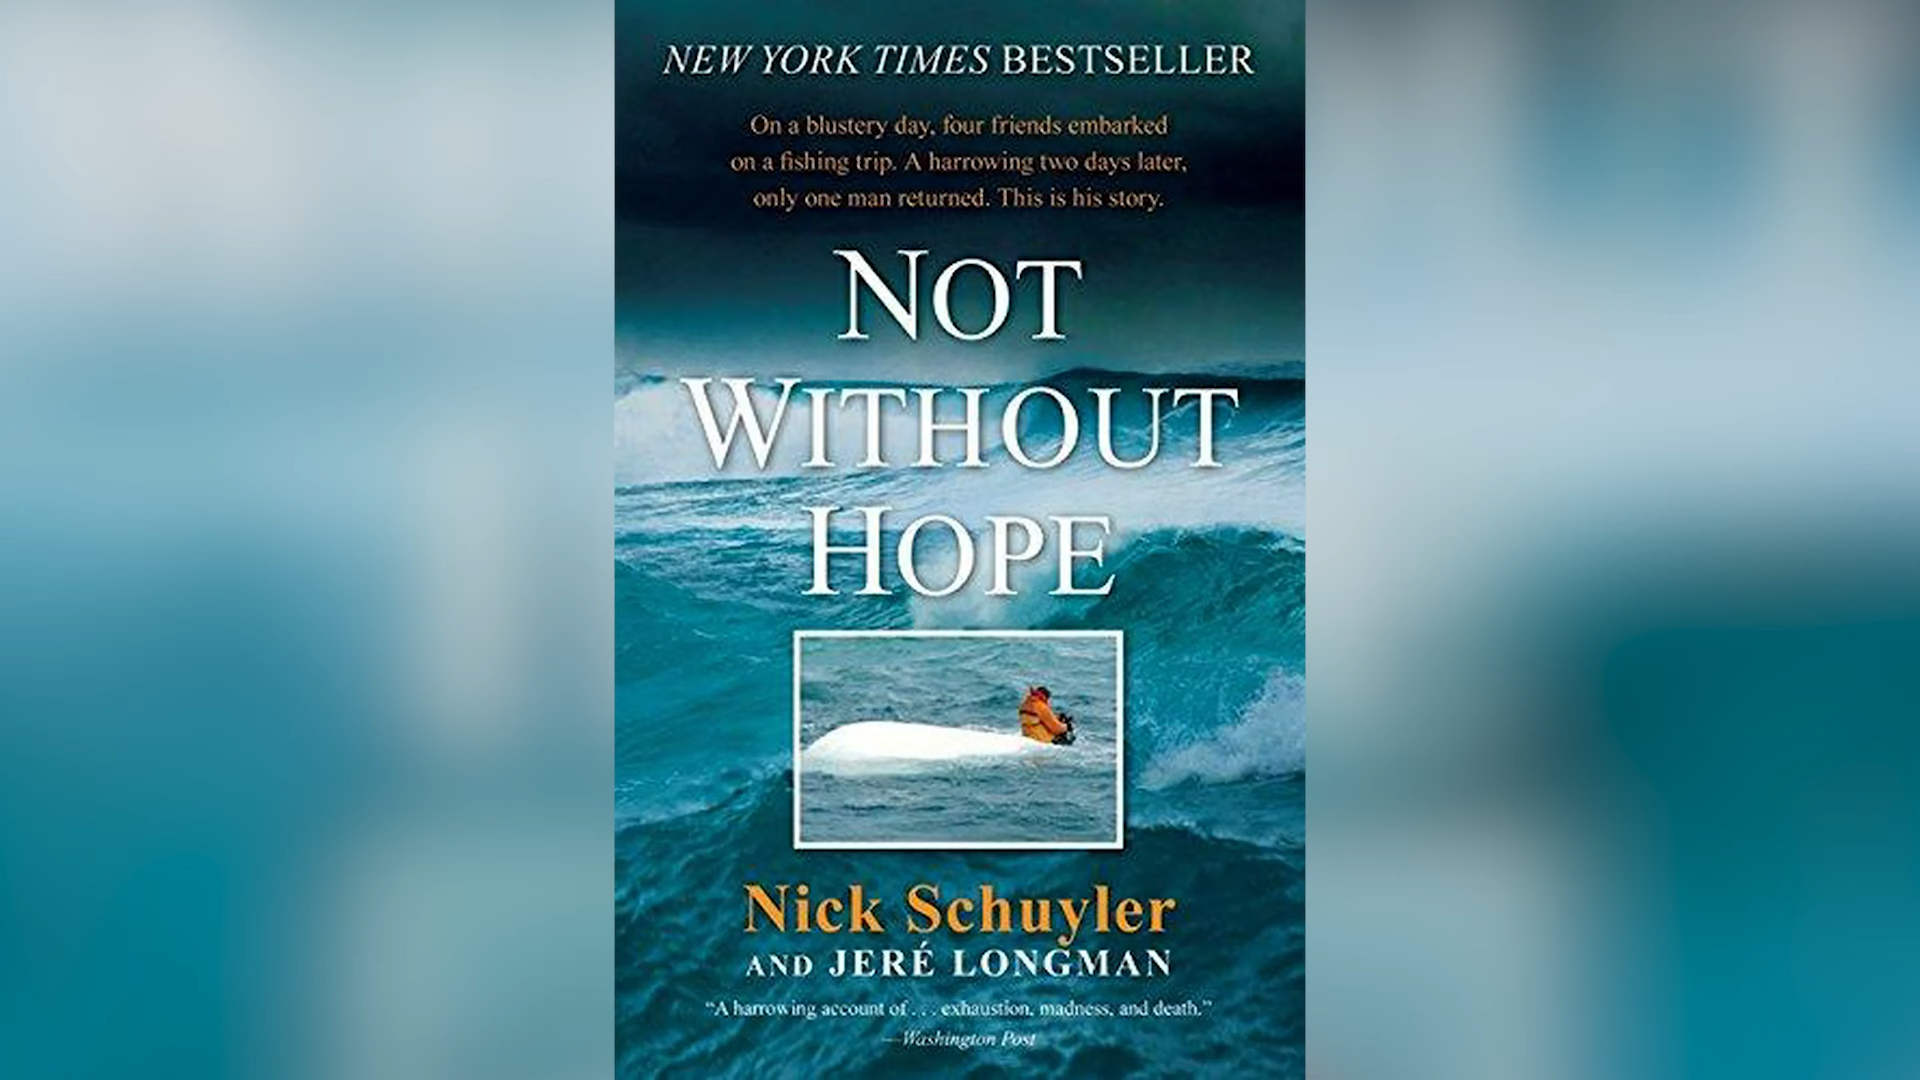 NEW YORK TIMES BESTSELLER
On a blustery day, four friends embarked
on a fishing trip. A harrowing two days later,
only one man returned. This is his story.
NOT
WITHOUT
HOPE
Nick Schuyler
AND JERÉ LONGMAN
“A harrowing account of . . . exhaustion, madness, and death.”
—Washington Post